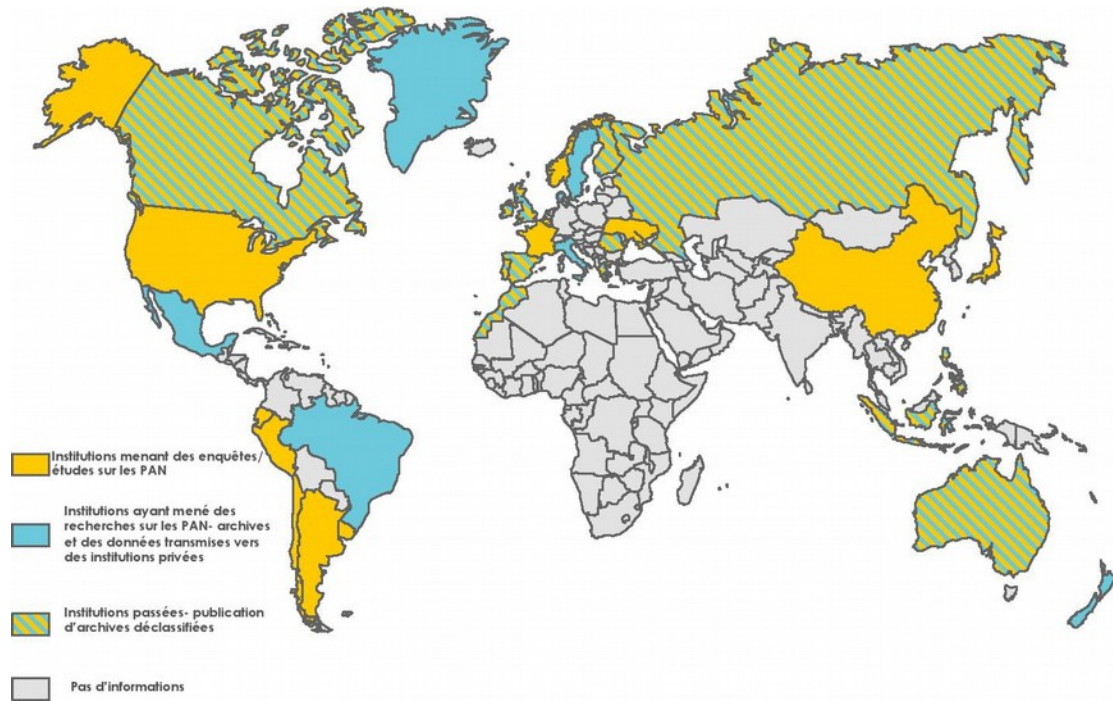 Institutions menant des enquêtes/
études sur les PAN
Institutions ayant mené des
recherches sur les PAN- archives
et des données transmises vers
des institutions privées
Institutions passées- publication
d'archives déclassifiées
Pas d'informations